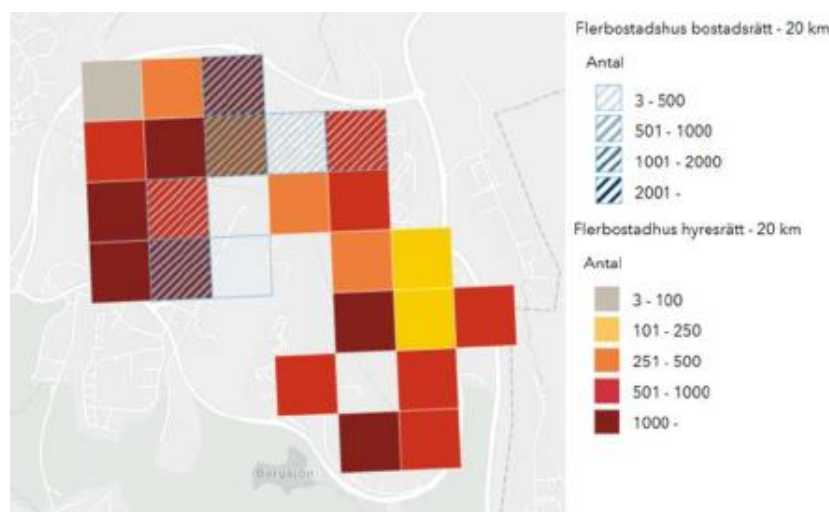 Flerbostadshus bostadsrätt - 20 km
Antal
3 - 500
501 - 1000
1001 - 2000
2001 -
Flerbostadhus hyresrätt - 20 km
Antal
3 - 100
101 - 250
251 - 500
501 - 1000
1000 -
Bergsjön